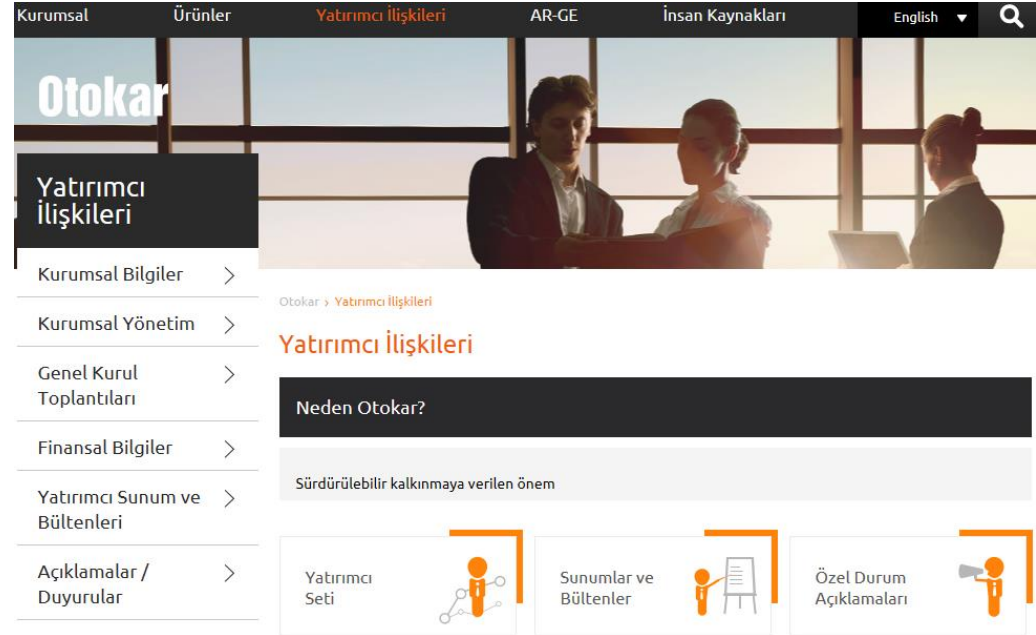 Kurumsal Ürünler Yatırımcı İlişkileri AR-GE İnsan Kaynakları English
Otokar
Yatırımcı
İlişkileri
Kurumsal Bilgiler
Kurumsal Yönetim
Genel Kurul
Toplantıları
Finansal Bilgiler
Yatırımcı Sunum ve
Bültenleri
Açıklamalar /
Duyurular
Otokar > Yatırımcı İlişkileri
Yatırımcı İlişkileri
Neden Otokar?
Sürdürülebilir kalkınmaya verilen önem
Yatırımcı
Seti
Sunumlar ve
Bültenler
Özel Durum
Açıklamaları